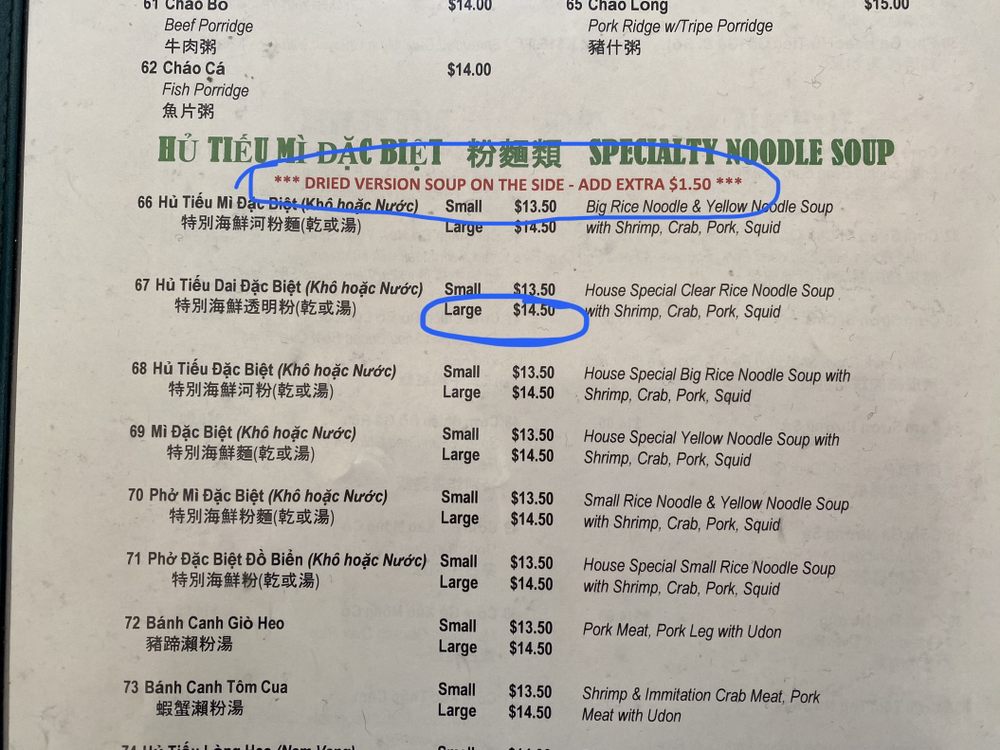 61 Cháo Bò $14.00 65 Cháo Lòng $15.00
Beef Porridge Pork Ridge w/Tripe Porridge
牛肉粥 豬什粥
62 Cháo Cá $14.00
Fish Porridge
魚片粥
HỦ TIẾU MÌ ĐẶC BIỆT 粉麵類 SPECIALTY NOODLE SOUP
*** DRIED VERSION SOUP ON THE SIDE - ADD EXTRA $1.50 ***
66 Hủ Tiếu Mì Đặc Biệt (Khô hoặc Nước) Small $13.50 Big Rice Noodle & Yellow Noodle Soup
特別海鮮河粉麵(乾或湯) Large $14.50 with Shrimp, Crab, Pork, Squid
67 Hủ Tiếu Dai Đặc Biệt (Khô hoặc Nước) Small $13.50 House Special Clear Rice Noodle Soup
特別海鮮透明粉(乾或湯) Large $14.50 with Shrimp, Crab, Pork, Squid
68 Hủ Tiếu Đặc Biệt (Khô hoặc Nước) Small $13.50 House Special Big Rice Noodle Soup with
特別海鮮河粉(乾或湯) Large $14.50 Shrimp, Crab, Pork, Squid
69 Mì Đặc Biệt (Khô hoặc Nước) Small $13.50 House Special Yellow Noodle Soup with
特別海鮮麵(乾或湯) Large $14.50 Shrimp, Crab, Pork, Squid
70 Phở Mì Đặc Biệt (Khô hoặc Nước) Small $13.50 Small Rice Noodle & Yellow Noodle Soup
特別海鮮粉麵(乾或湯) Large $14.50 with Shrimp, Crab, Pork, Squid
71 Phở Đặc Biệt Đồ Biển (Khô hoặc Nước) Small $13.50 House Special Small Rice Noodle Soup
特別海鮮粉(乾或湯) Large $14.50 with Shrimp, Crab, Pork, Squid
72 Bánh Canh Giò Heo Small $13.50 Pork Meat, Pork Leg with Udon
豬蹄瀨粉湯 Large $14.50
73 Bánh Canh Tôm Cua Small $13.50 Shrimp & Immitation Crab Meat, Pork
蝦蟹瀨粉湯 Large $14.50 Meat with Udon
74 Hủ Tiếu Lòng Heo (Nam Vang)